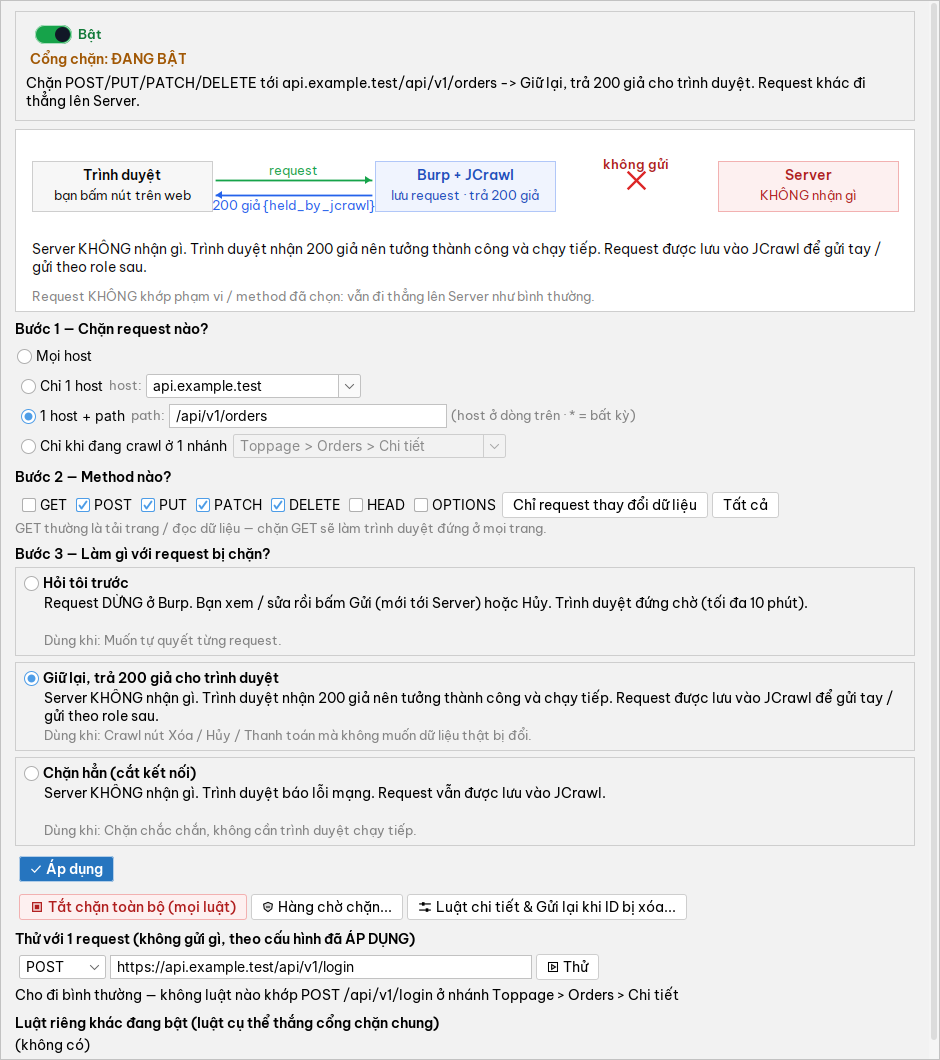 Bật
Cổng chặn: ĐANG BẬT
Chặn POST/PUT/PATCH/DELETE tới api.example.test/api/v1/orders -> Giữ lại, trả 200 giả cho trình duyệt. Request khác đi
thẳng lên Server.
Trình duyệt
bạn bấm nút trên web
request
200 giả {held_by_jcrawl}
Burp + JCrawl
lưu request · trả 200 giả
không gửi
Server
KHÔNG nhận gì
Server KHÔNG nhận gì. Trình duyệt nhận 200 giả nên tưởng thành công và chạy tiếp. Request được lưu vào JCrawl để gửi tay /
gửi theo role sau.
Request KHÔNG khớp phạm vi / method đã chọn: vẫn đi thẳng lên Server như bình thường.
Bước 1 — Chặn request nào?
Mọi host
Chỉ 1 host host: api.example.test
1 host + path path: /api/v1/orders (host ở dòng trên · * = bất kỳ)
Chỉ khi đang crawl ở 1 nhánh Toppage > Orders > Chi tiết
Bước 2 — Method nào?
GET POST PUT PATCH DELETE HEAD OPTIONS Chỉ request thay đổi dữ liệu Tất cả
GET thường là tải trang / đọc dữ liệu — chặn GET sẽ làm trình duyệt đứng ở mọi trang.
Bước 3 — Làm gì với request bị chặn?
Hỏi tôi trước
Request DỪNG ở Burp. Bạn xem / sửa rồi bấm Gửi (mới tới Server) hoặc Hủy. Trình duyệt đứng chờ (tối đa 10 phút).
Dùng khi: Muốn tự quyết từng request.
Giữ lại, trả 200 giả cho trình duyệt
Server KHÔNG nhận gì. Trình duyệt nhận 200 giả nên tưởng thành công và chạy tiếp. Request được lưu vào JCrawl để gửi tay /
gửi theo role sau.
Dùng khi: Crawl nút Xóa / Hủy / Thanh toán mà không muốn dữ liệu thật bị đổi.
Chặn hẳn (cắt kết nối)
Server KHÔNG nhận gì. Trình duyệt báo lỗi mạng. Request vẫn được lưu vào JCrawl.
Dùng khi: Chặn chắc chắn, không cần trình duyệt chạy tiếp.
Áp dụng
Tắt chặn toàn bộ (mọi luật) Hàng chờ chặn... Luật chi tiết & Gửi lại khi ID bị xóa...
Thử với 1 request (không gửi gì, theo cấu hình đã ÁP DỤNG)
POST https://api.example.test/api/v1/login Thử
Cho đi bình thường — không luật nào khớp POST /api/v1/login ở nhánh Toppage > Orders > Chi tiết
Luật riêng khác đang bật (luật cụ thể thắng cổng chặn chung)
(không có)